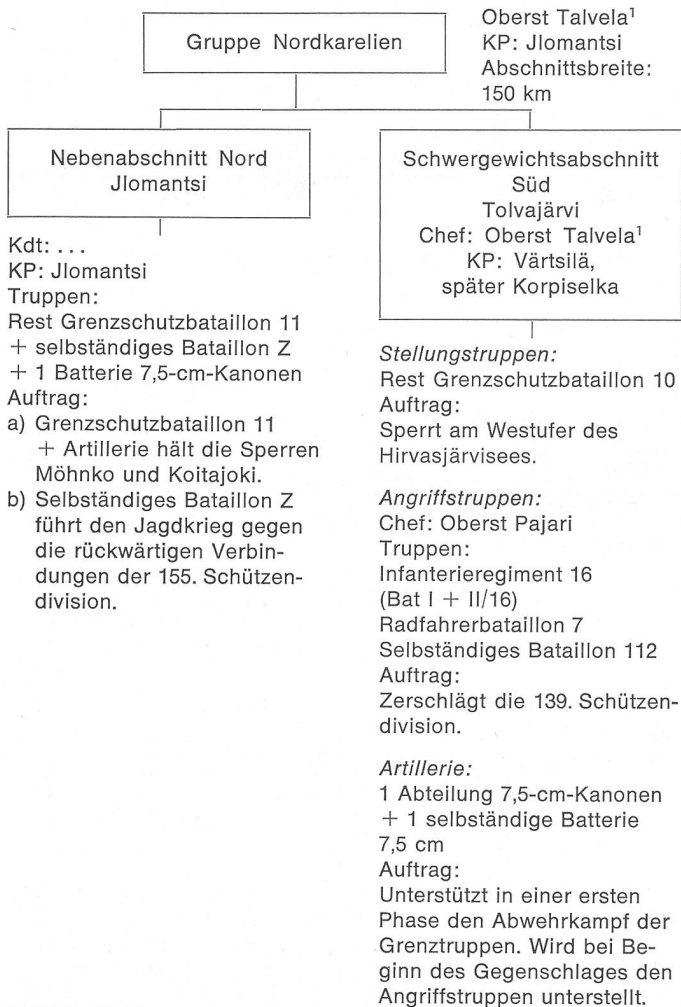 Gruppe Nordkarelien
Oberst Talvela¹
KP: Jlomantsi
Abschnittsbreite:
150 km
Nebenabschnitt Nord
Jlomantsi
Kdt: . . .
KP: Jlomantsi
Truppen:
Rest Grenzschutzbataillon 11
+ selbständiges Bataillon Z
+ 1 Batterie 7,5-cm-Kanonen
Auftrag:
a) Grenzschutzbataillon 11
+ Artillerie hält die Sperren
Möhnko und Koitajoki.
b) Selbständiges Bataillon Z
führt den Jagdkrieg gegen
die rückwärtigen Verbin-
dungen der 155. Schützen-
division.
Schwergewichtsabschnitt
Süd
Tolvajärvi
Chef: Oberst Talvela¹
KP: Värtsilä,
später Korpiselka
Stellungstruppen:
Rest Grenzschutzbataillon 10
Auftrag:
Sperrt am Westufer des
Hirvasjärvisees.
Angriffstruppen:
Chef: Oberst Pajari
Truppen:
Infanterieregiment 16
(Bat I + II/16)
Radfahrerbataillon 7
Selbständiges Bataillon 112
Auftrag:
Zerschlägt die 139. Schützen-
division.
Artillerie:
1 Abteilung 7,5-cm-Kanonen
+ 1 selbständige Batterie
7,5 cm
Auftrag:
Unterstützt in einer ersten
Phase den Abwehrkampf der
Grenztruppen. Wird bei Be-
ginn des Gegenschlages den
Angriffstruppen unterstellt.